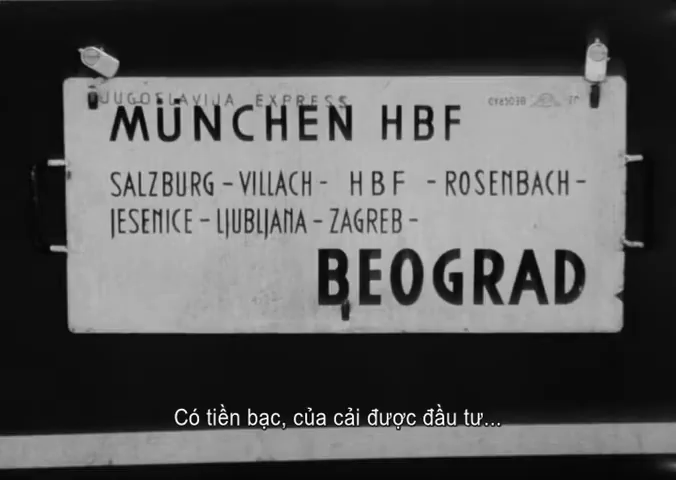 JUGOSLAVIJA EXPRESS
MÜNCHEN HBF
SALZBURG – VILLACH – HBF – ROSENBACH –
JESENICE – LJUBLJANA – ZAGREB –
BEOGRAD
Có tiền bạc, của cải được đầu tư...